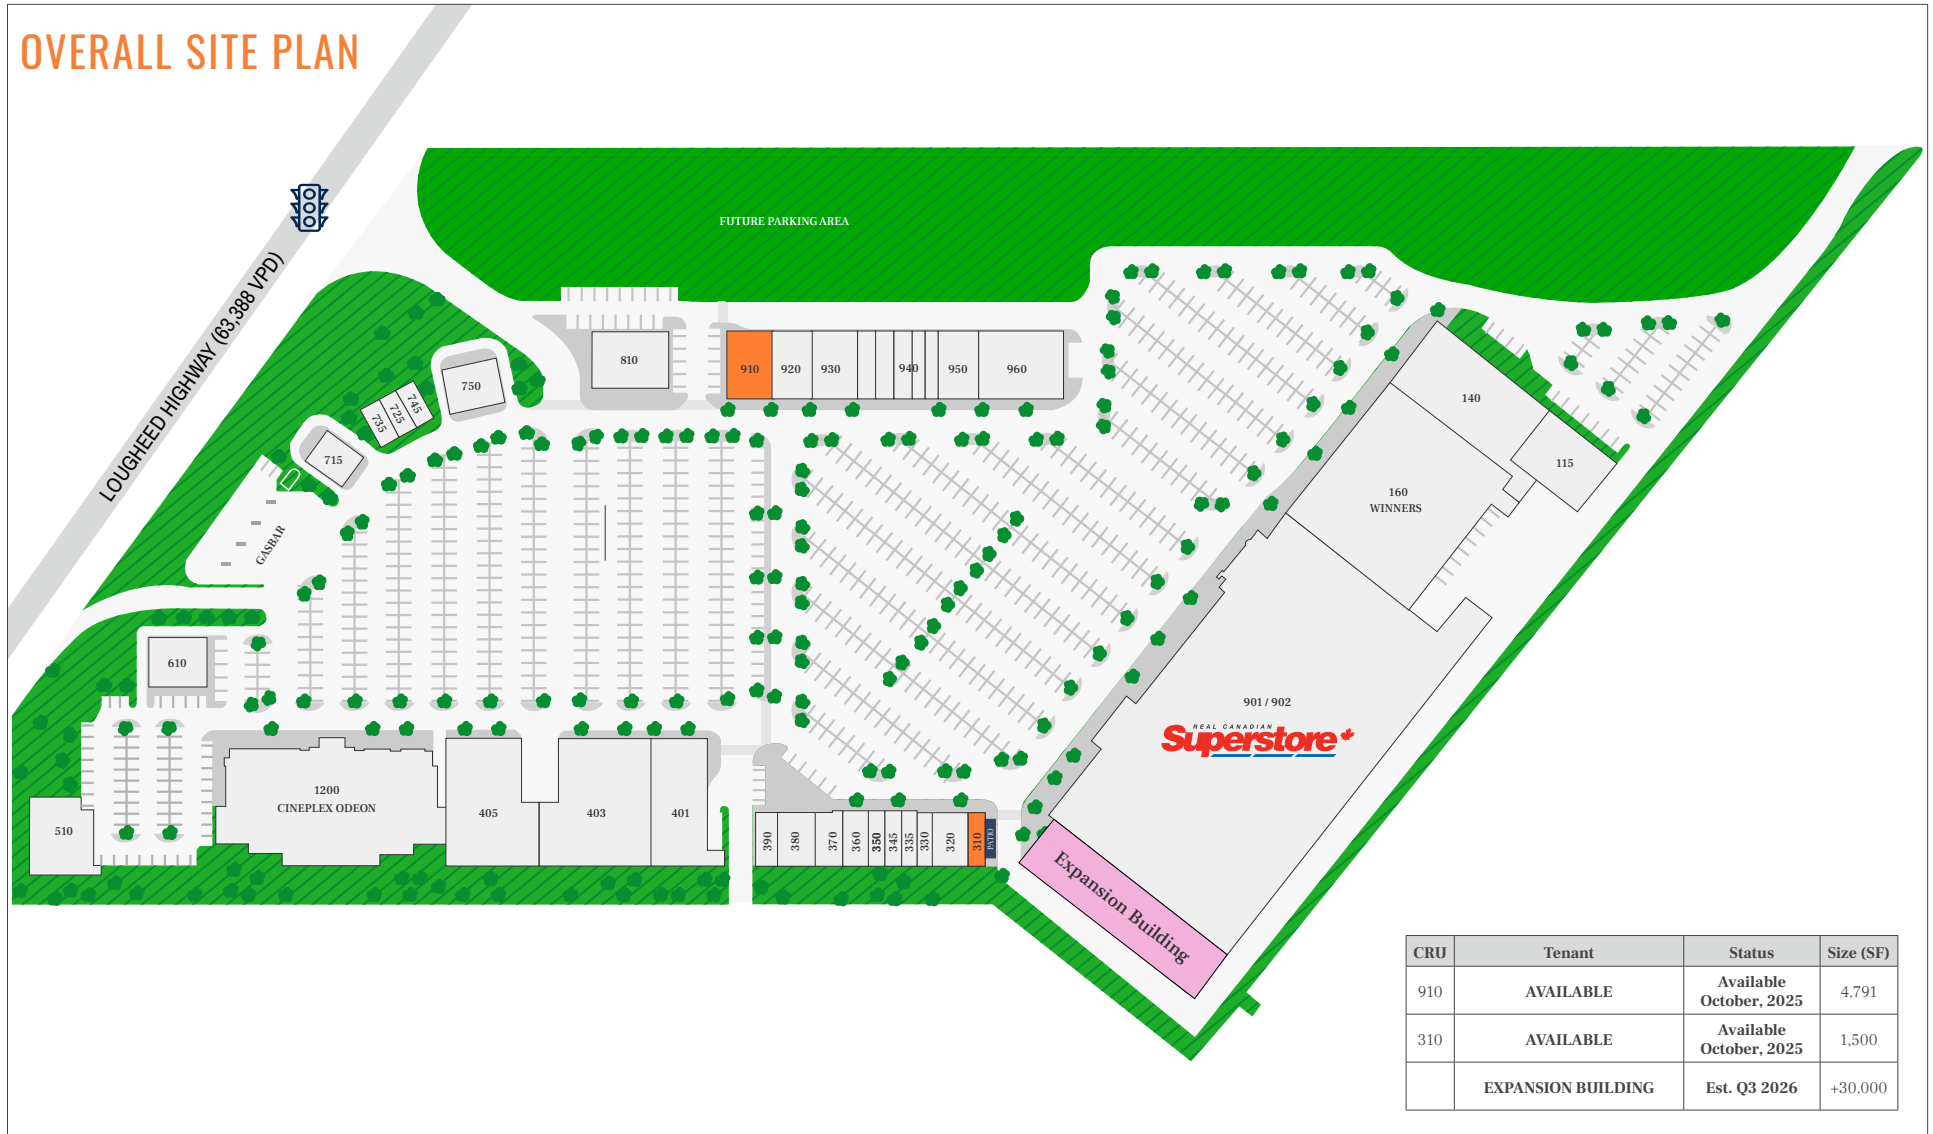 OVERALL SITE PLAN
LOUGHEED HIGHWAY (63,388 VPD)
FUTURE PARKING AREA
810
910
920
930
940
950
960
750
745
725
735
715
GASBAR
140
115
160
WINNERS
610
901 / 902
REAL CANADIAN
Superstore
1200
CINEPLEX ODEON
405
403
401
510
390
380
370
360
350
345
335
330
320
310
PATIO
Expansion Building
CRU Tenant Status Size (SF)
910 AVAILABLE Available October, 2025 4,791
310 AVAILABLE Available October, 2025 1,500
EXPANSION BUILDING Est. Q3 2026 +30,000